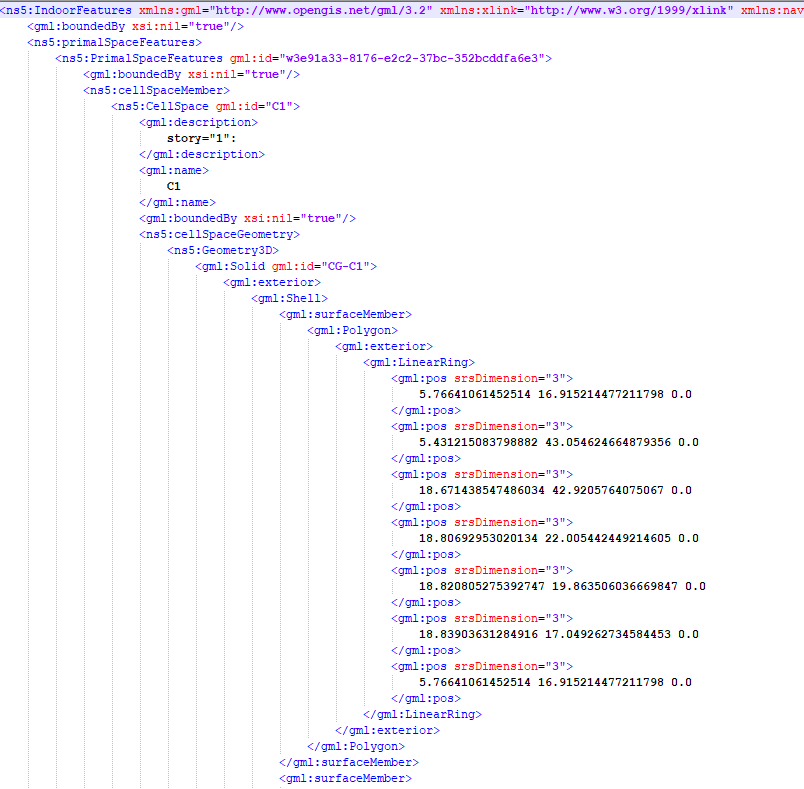 <ns5:IndoorFeatures xmlns:gml="http://www.opengis.net/gml/3.2" xmlns:xlink="http://www.w3.org/1999/xlink" xmlns:nav
<gml:boundedBy xsi:nil="true"/>
<ns5:primalSpaceFeatures>
<ns5:PrimalSpaceFeatures gml:id="w3e91a33-8176-e2c2-37bc-352bcddfa6e3">
<gml:boundedBy xsi:nil="true"/>
<ns5:cellSpaceMember>
<ns5:CellSpace gml:id="C1">
<gml:description>
story="1":
</gml:description>
<gml:name>
C1
</gml:name>
<gml:boundedBy xsi:nil="true"/>
<ns5:cellSpaceGeometry>
<ns5:Geometry3D>
<gml:Solid gml:id="CG-C1">
<gml:exterior>
<gml:Shell>
<gml:surfaceMember>
<gml:Polygon>
<gml:exterior>
<gml:LinearRing>
<gml:pos srsDimension="3">
5.76641061452514 16.915214477211798 0.0
</gml:pos>
<gml:pos srsDimension="3">
5.431215083798882 43.054624664879356 0.0
</gml:pos>
<gml:pos srsDimension="3">
18.671438547486034 42.9205764075067 0.0
</gml:pos>
<gml:pos srsDimension="3">
18.80692953020134 22.005442449214605 0.0
</gml:pos>
<gml:pos srsDimension="3">
18.820805275392747 19.863506036669847 0.0
</gml:pos>
<gml:pos srsDimension="3">
18.83903631284916 17.049262734584453 0.0
</gml:pos>
<gml:pos srsDimension="3">
5.76641061452514 16.915214477211798 0.0
</gml:pos>
</gml:LinearRing>
</gml:exterior>
</gml:Polygon>
</gml:surfaceMember>
<gml:surfaceMember>